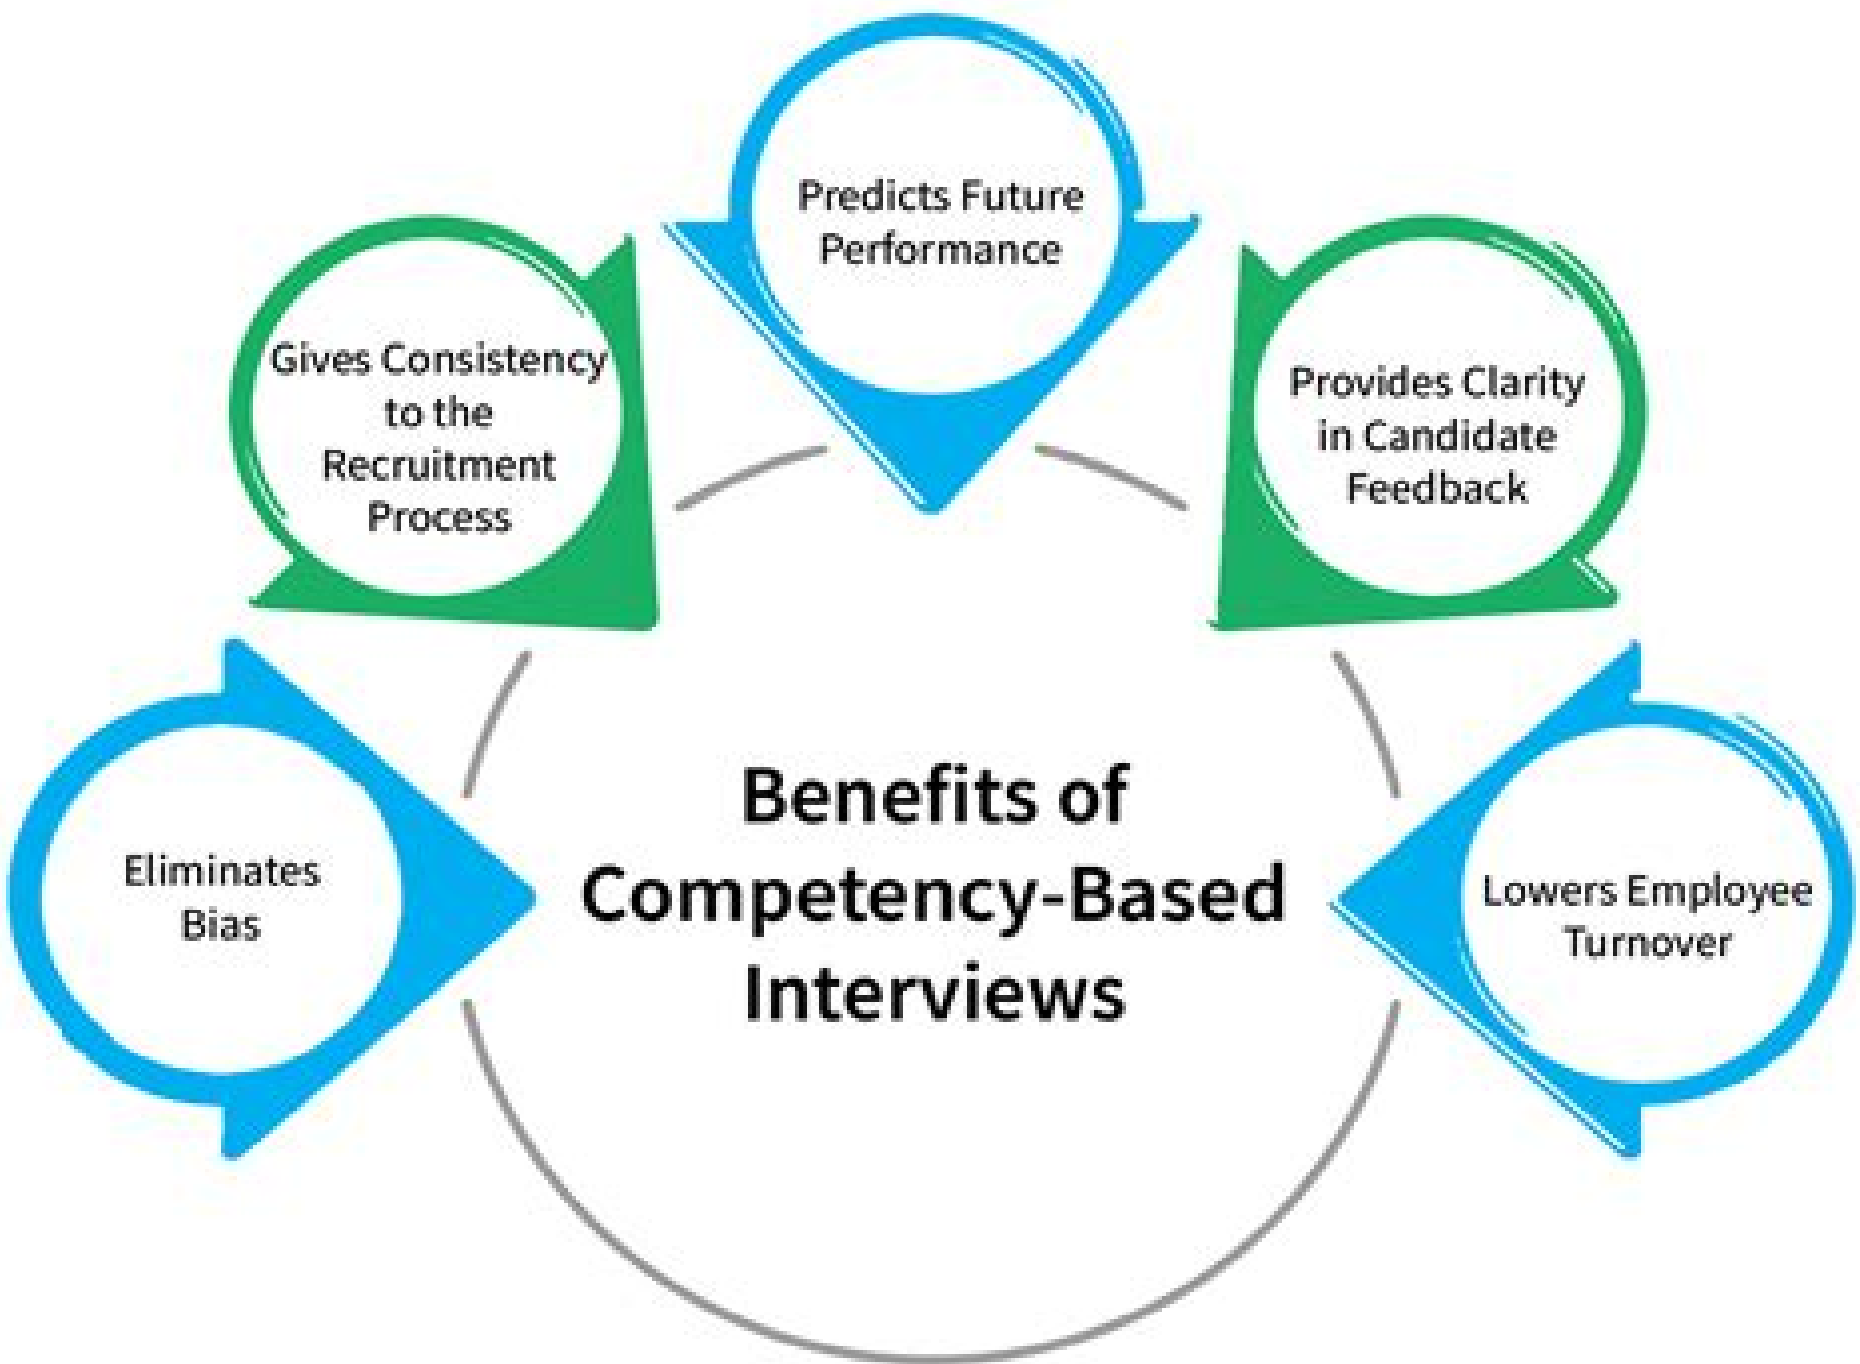 Predicts Future
Performance
Gives Consistency
to the
Recruitment
Process
Provides Clarity
in Candidate
Feedback
Eliminates
Bias
Benefits of
Competency-Based
Interviews
Lowers Employee
Turnover